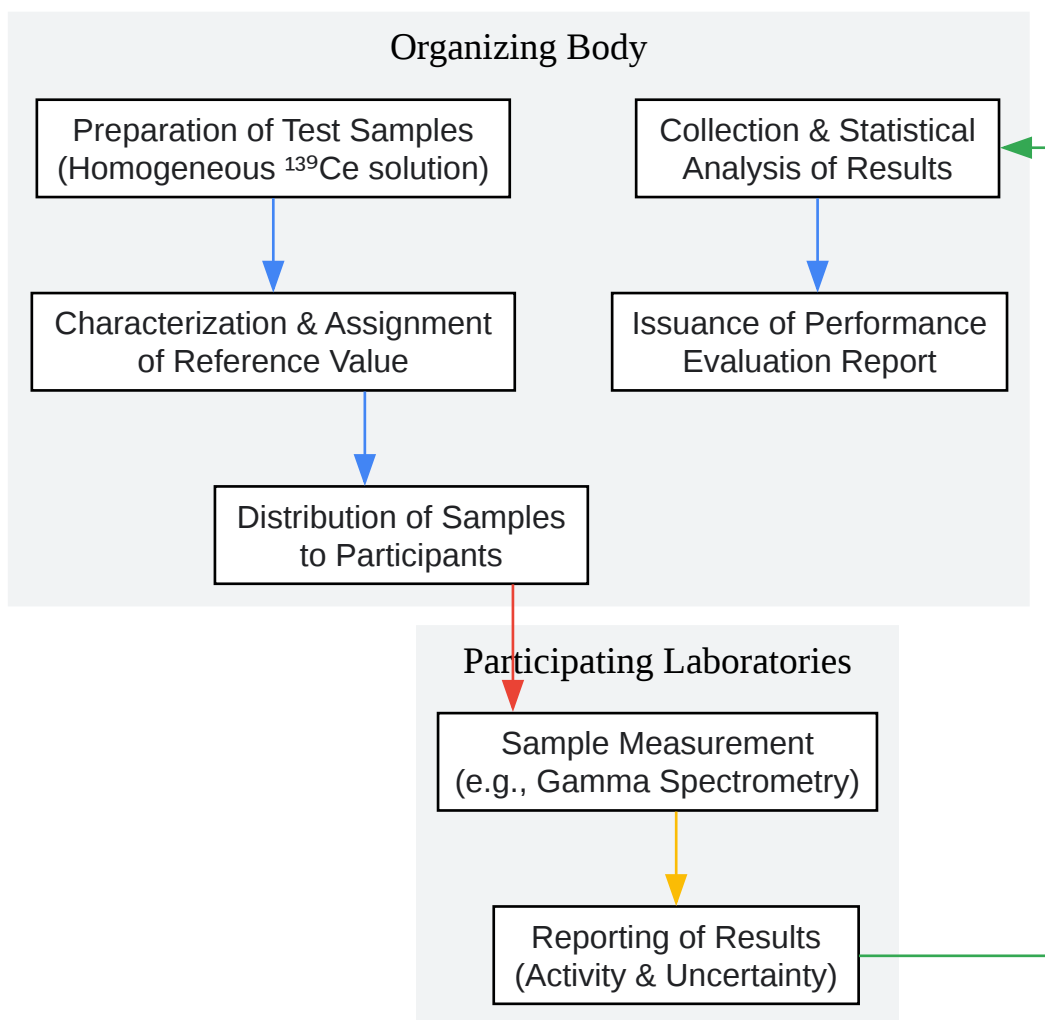 Organizing Body
Preparation of Test Samples
(Homogeneous ¹³⁹Ce solution)
Collection & Statistical
Analysis of Results
Characterization & Assignment
of Reference Value
Issuance of Performance
Evaluation Report
Distribution of Samples
to Participants
Participating Laboratories
Sample Measurement
(e.g., Gamma Spectrometry)
Reporting of Results
(Activity & Uncertainty)